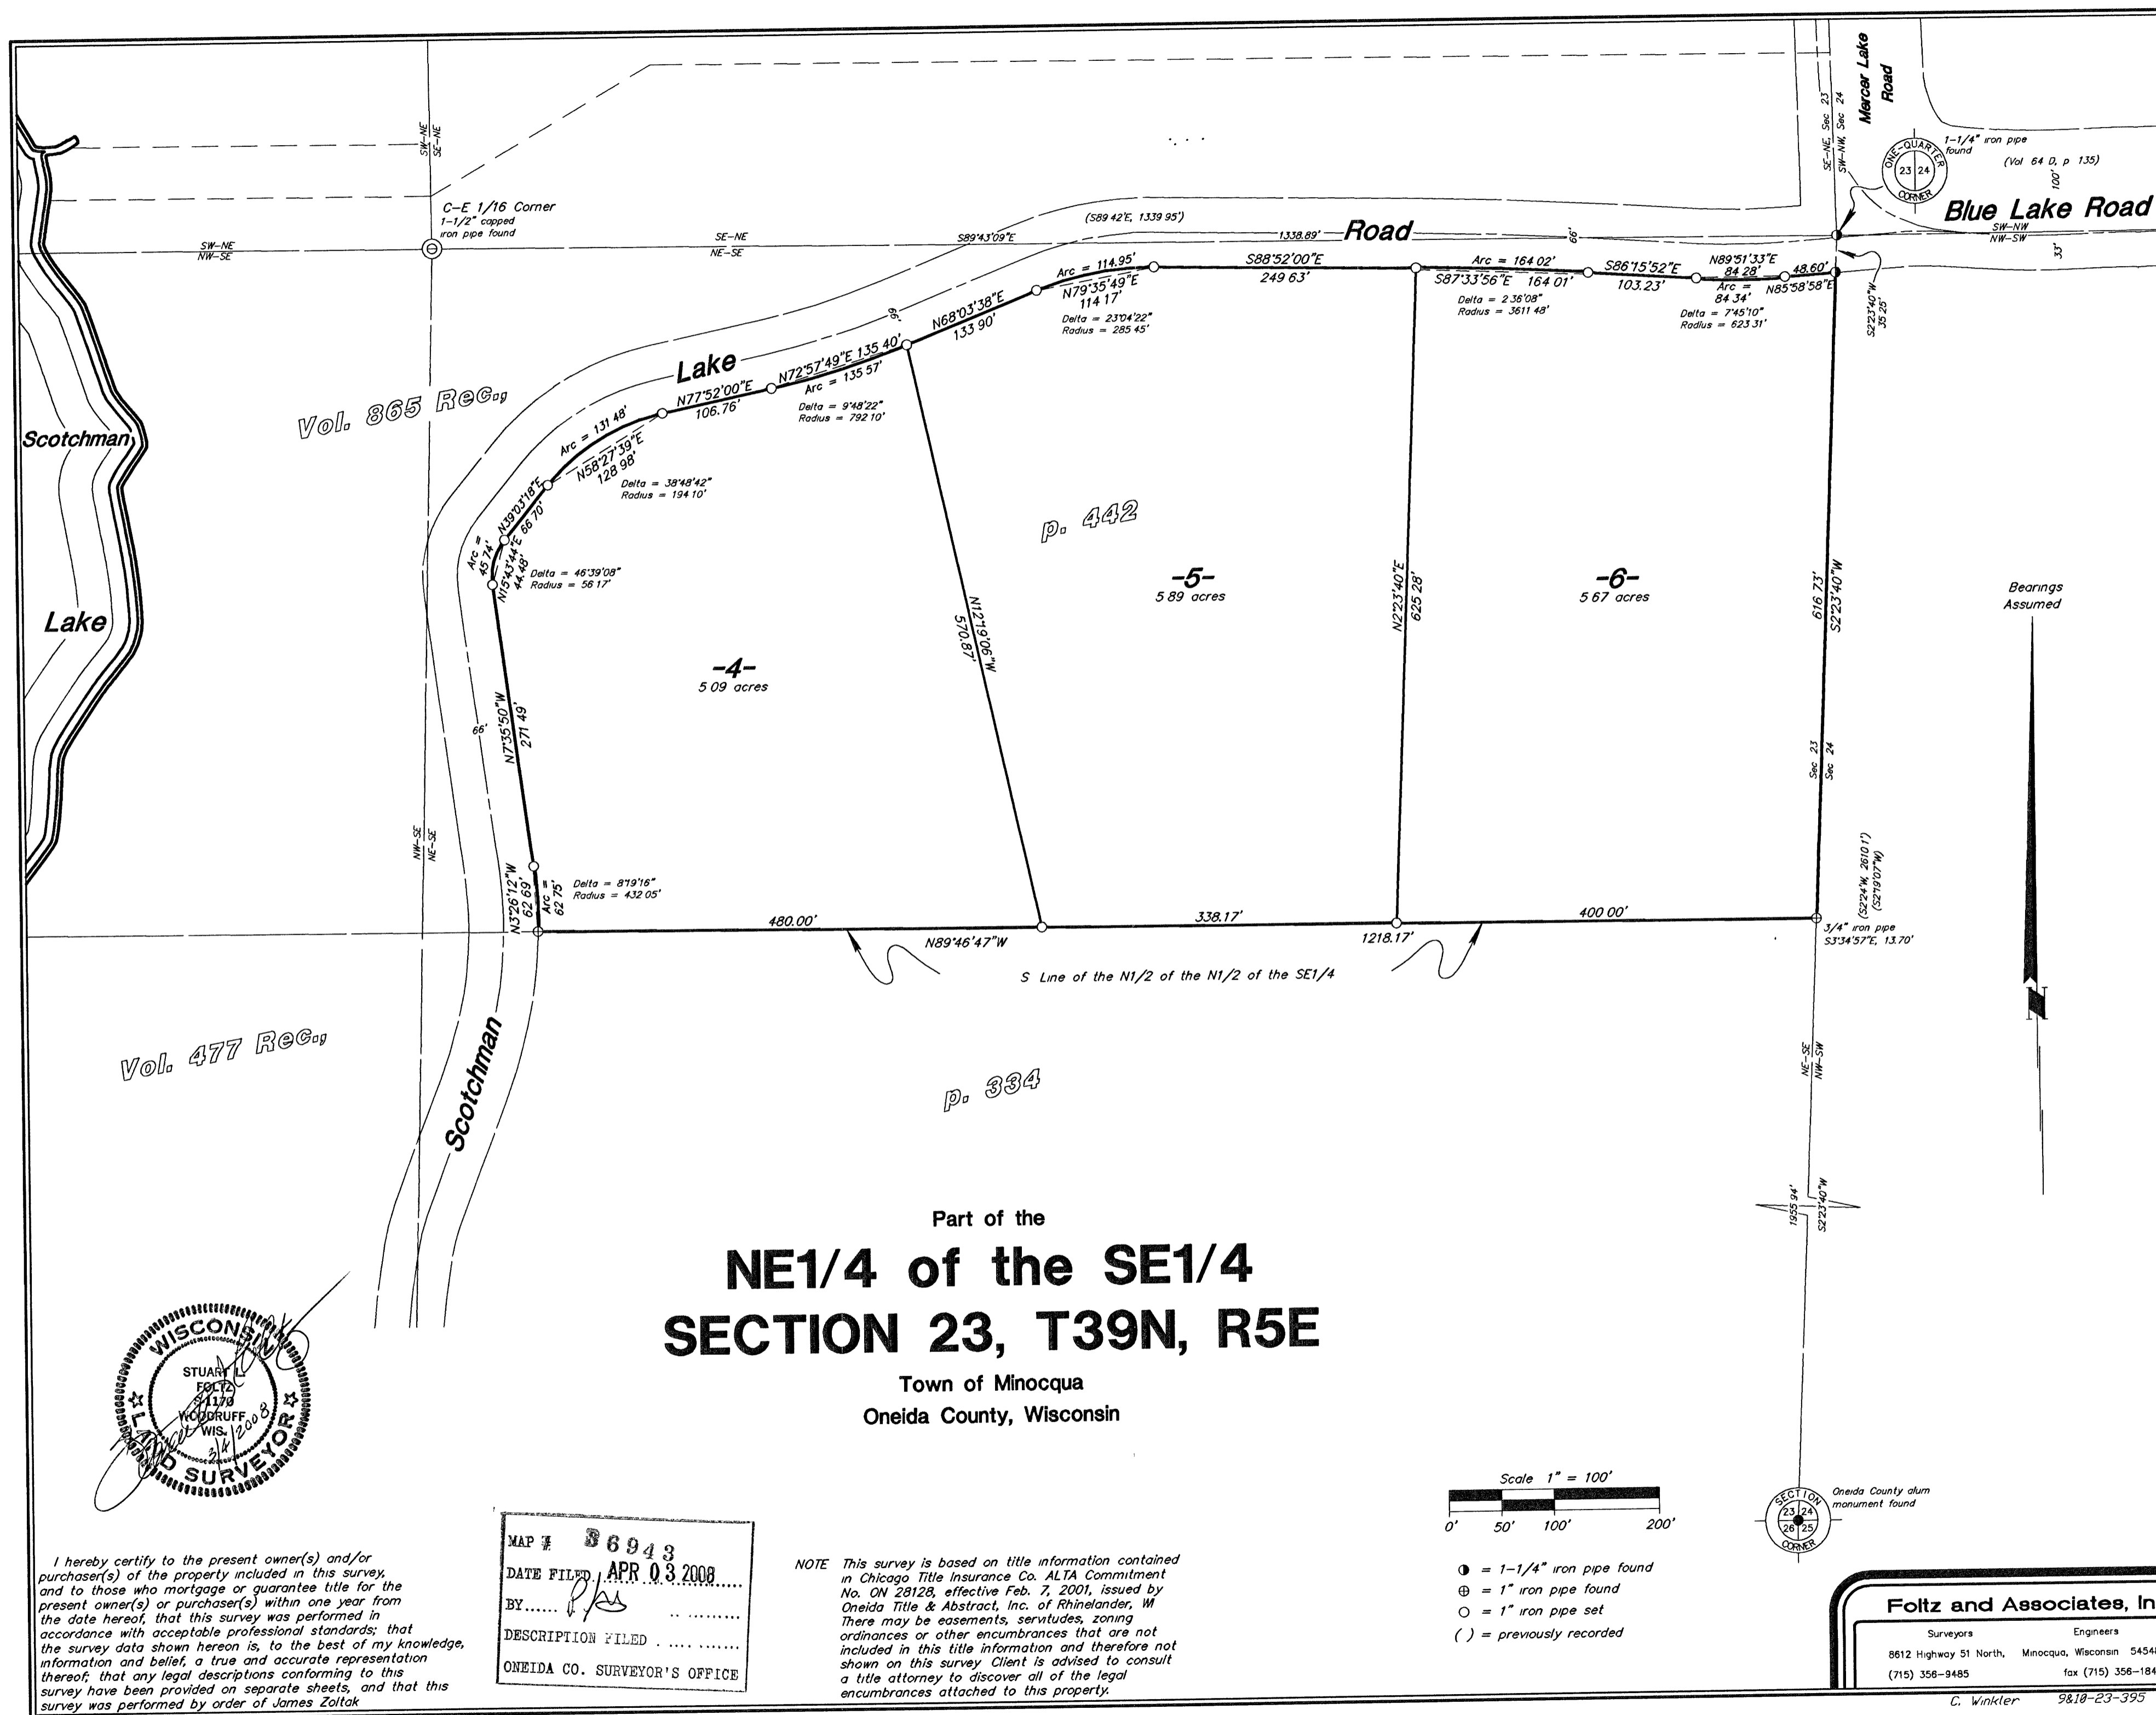 Mercer Lake
Road
SE-NE, Sec 23
SW-NW, Sec 24
ONE-QUARTER
23 24
CORNER
1-1/4" iron pipe
found
(Vol 64 D, p 135)
100'
Blue Lake Road
SW-NW
NW-SW
33'
SW-NE
SE-NE
C-E 1/16 Corner
1-1/2" capped
iron pipe found
SW-NE
NW-SE
SE-NE
NE-SE
(S89 42'E, 1339 95')
S89°43'09"E
1338.89'
Road
66'
Arc = 114.95'
N79°35'49"E
114 17'
Delta = 23°04'22"
Radius = 285 45'
S88°52'00"E
249 63'
Arc = 164 02'
S87°33'56"E 164 01'
Delta = 2 36'08"
Radius = 3611 48'
S86°15'52"E
103.23'
N89°51'33"E
84 28'
Arc =
84 34'
Delta = 7°45'10"
Radius = 623 31'
48.60'
N85°58'58"E
S2°23'40"W
35 25'
66'
N68°03'38"E
133 90'
Lake
N72°57'49"E 135 40'
Arc = 135 57'
Delta = 9°48'22"
Radius = 792 10'
N77°52'00"E
106.76'
Vol. 865 Rec.,
Scotchman
Lake
Arc = 131 48'
N58°27'39"E
128 98'
Delta = 38°48'42"
Radius = 194 10'
N39°03'18"E
66 70'
Arc =
45 74'
N15°43'44"E
44.48'
Delta = 46°39'08"
Radius = 56 17'
p. 442
-5-
5 89 acres
-6-
5 67 acres
-4-
5 09 acres
N12°19'06"W
570.87'
N2°23'40"E
625 28'
616 73'
S2°23'40"W
Bearings
Assumed
N
N7°35'50"W
271 49'
66'
Sec 23
Sec 24
NW-SE
NE-SE
N3°26'12"W
62 69'
Arc =
62 75'
Delta = 8°19'16"
Radius = 432 05'
480.00'
N89°46'47"W
338.17'
1218.17'
400 00'
(S2°24'W, 2610 1')
(S2°19'07"W)
3/4" iron pipe
S3°34'57"E, 13.70'
S Line of the N1/2 of the N1/2 of the SE1/4
Vol. 477 Rec.,
Scotchman
p. 334
NE-SE
NW-SW
1955 94'
S2°23'40"W
Part of the
NE1/4 of the SE1/4
SECTION 23, T39N, R5E
Town of Minocqua
Oneida County, Wisconsin
WISCONSIN
STUART L.
FOLTZ
S1170
WOODRUFF
WIS.
3/4/2008
LAND SURVEYOR
Scale 1" = 100'
0' 50' 100' 200'
SECTION
23 24
26 25
CORNER
Oneida County alum
monument found
= 1-1/4" iron pipe found
= 1" iron pipe found
= 1" iron pipe set
( ) = previously recorded
I hereby certify to the present owner(s) and/or
purchaser(s) of the property included in this survey,
and to those who mortgage or guarantee title for the
present owner(s) or purchaser(s) within one year from
the date hereof, that this survey was performed in
accordance with acceptable professional standards; that
the survey data shown hereon is, to the best of my knowledge,
information and belief, a true and accurate representation
thereof; that any legal descriptions conforming to this
survey have been provided on separate sheets, and that this
survey was performed by order of James Zoltak
MAP # 36943
DATE FILED. APR 03 2008
BY......
DESCRIPTION FILED
ONEIDA CO. SURVEYOR'S OFFICE
NOTE This survey is based on title information contained
in Chicago Title Insurance Co. ALTA Commitment
No. ON 28128, effective Feb. 7, 2001, issued by
Oneida Title & Abstract, Inc. of Rhinelander, WI
There may be easements, servitudes, zoning
ordinances or other encumbrances that are not
included in this title information and therefore not
shown on this survey Client is advised to consult
a title attorney to discover all of the legal
encumbrances attached to this property.
Foltz and Associates, In
Surveyors Engineers
8612 Highway 51 North, Minocqua, Wisconsin 5454
(715) 356-9485 fax (715) 356-184
C. Winkler 9&10-23-395